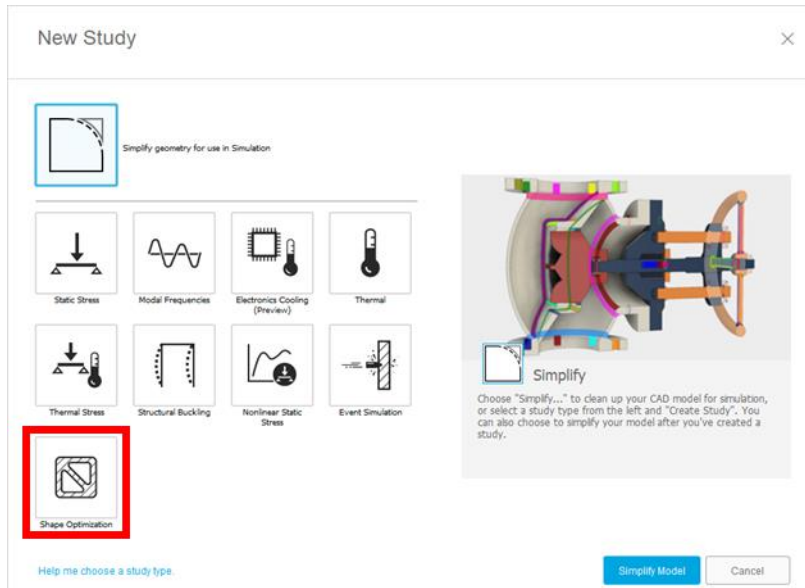 New Study
Simplify geometry for use in Simulation
Static Stress
Modal Frequencies
Electronics Cooling
(Preview)
Thermal
Thermal Stress
Structural Buckling
Nonlinear Static
Stress
Event Simulation
Shape Optimization
Simplify
Choose "Simplify..." to clean up your CAD model for simulation,
or select a study type from the left and "Create Study". You
can also choose to simplify your model after you've created a
study.
Help me choose a study type.
Simplify Model
Cancel